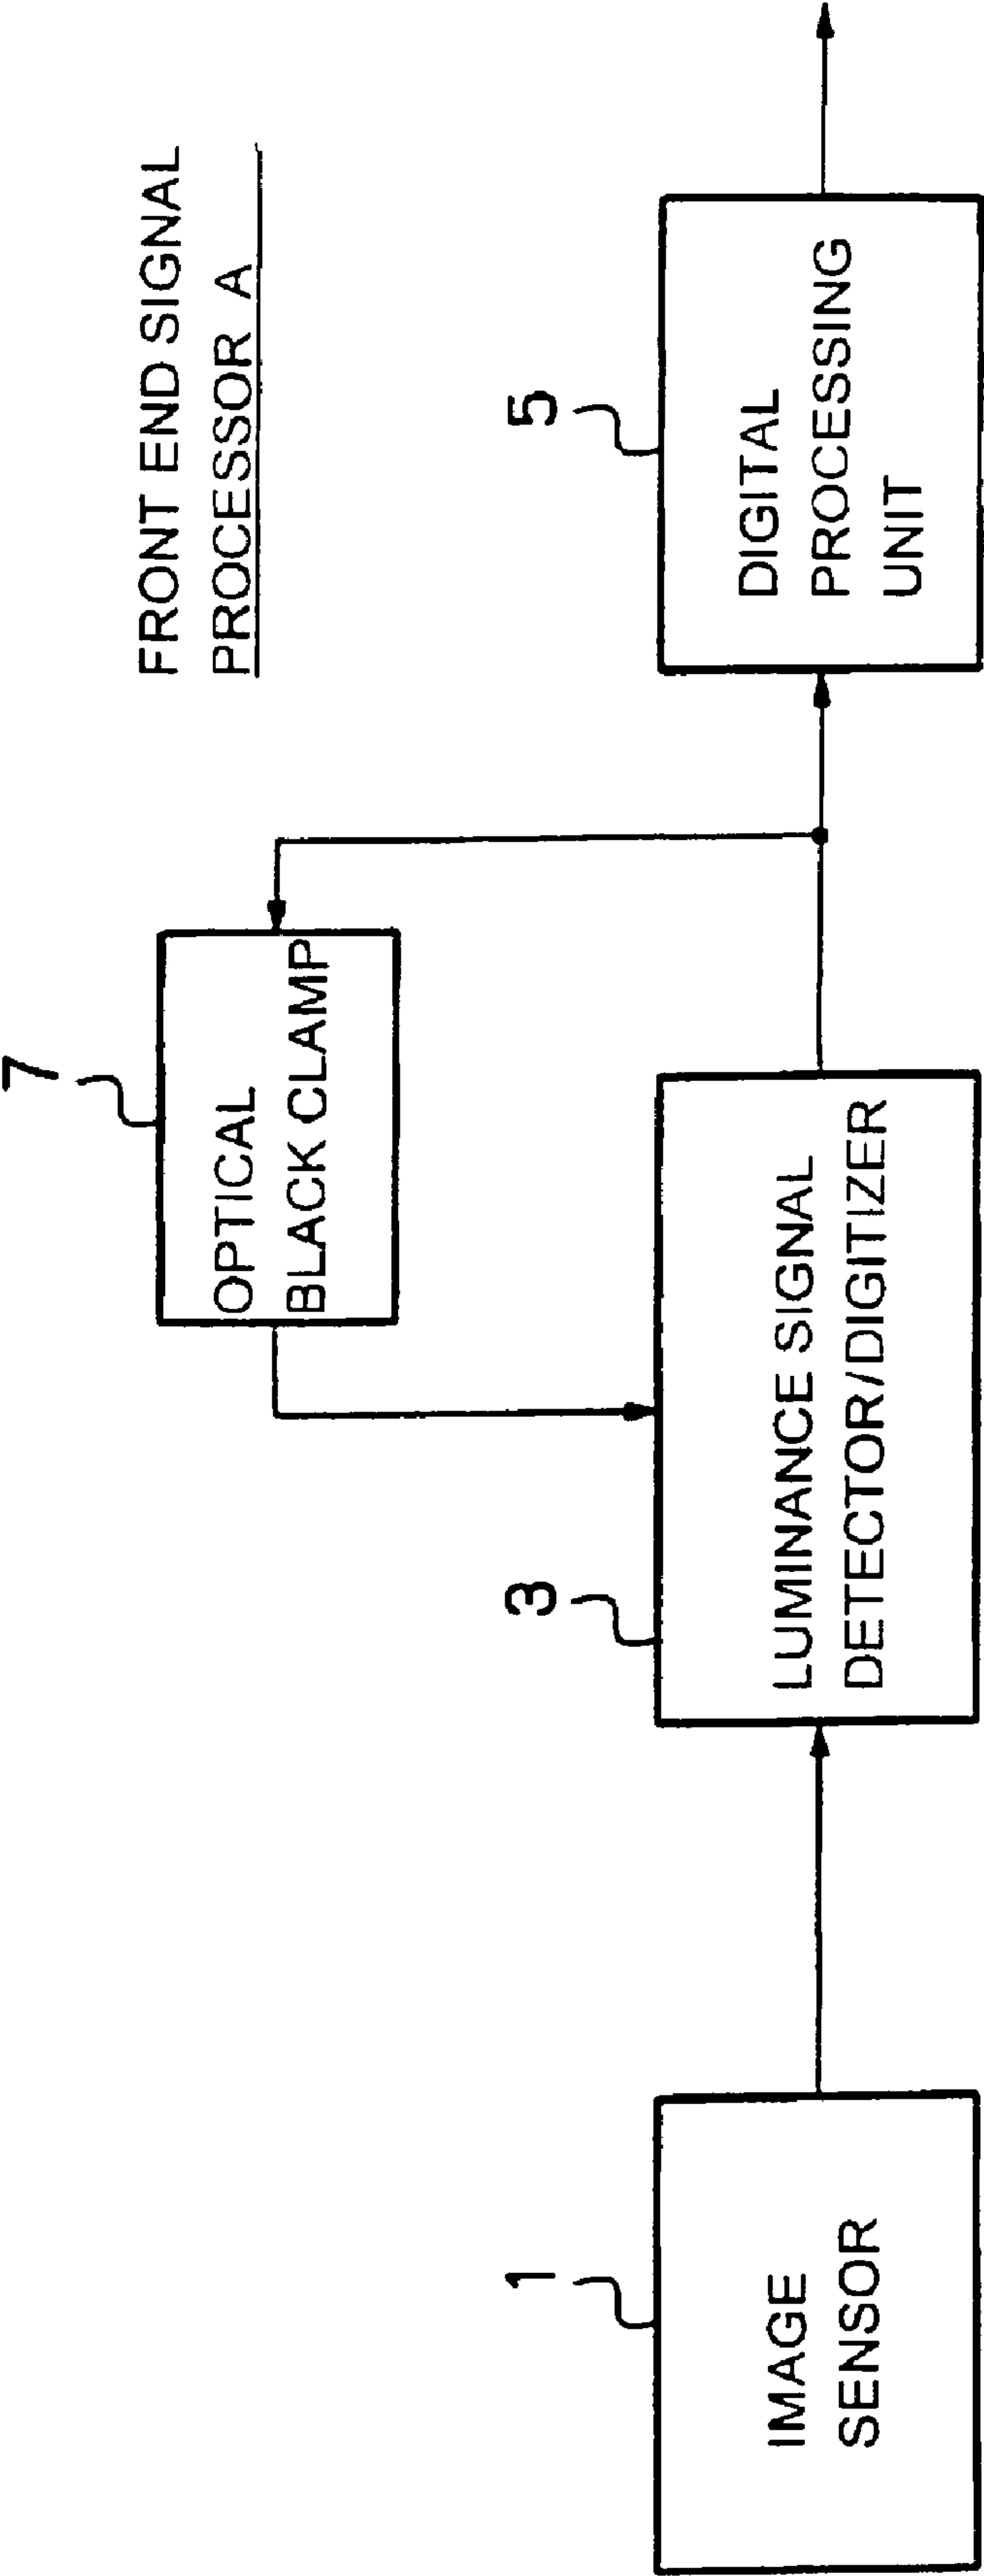 FRONT END SIGNAL
PROCESSOR A
7
OPTICAL
BLACK CLAMP
1
IMAGE
SENSOR
3
LUMINANCE SIGNAL
DETECTOR/DIGITIZER
5
DIGITAL
PROCESSING
UNIT